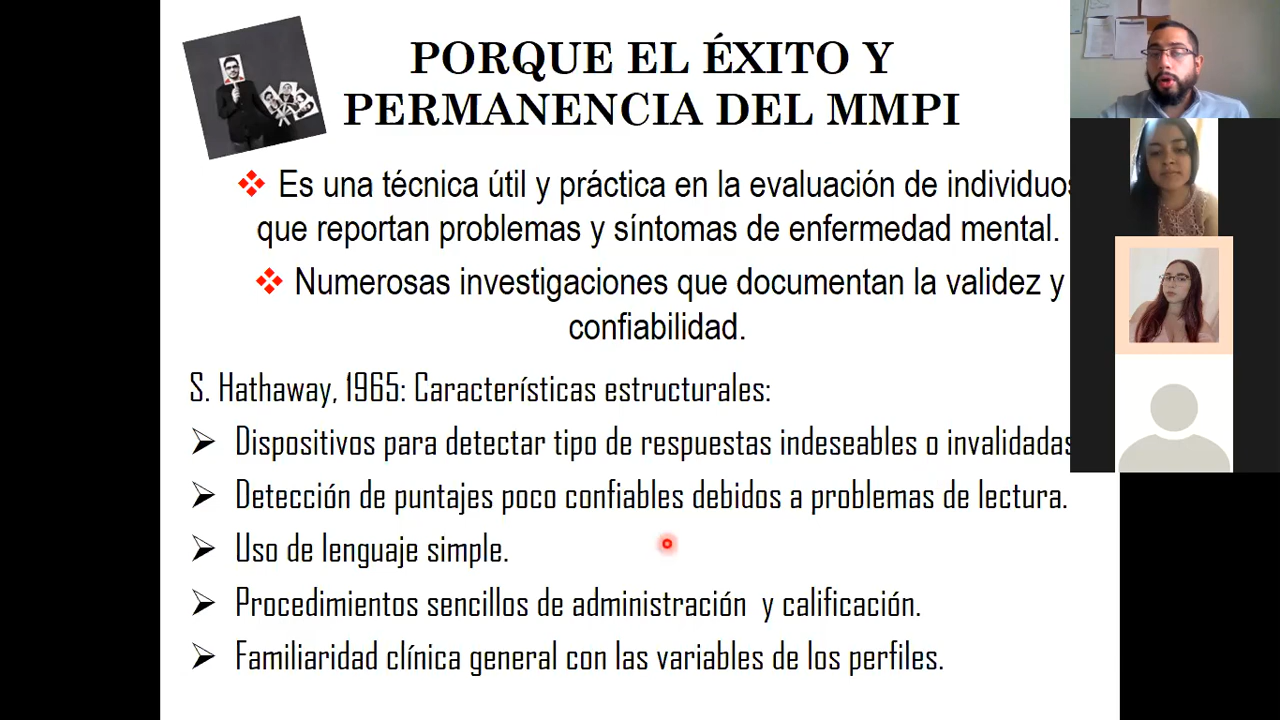 PORQUE EL ÉXITO Y
PERMANENCIA DEL MMPI
Es una técnica útil y práctica en la evaluación de individuos
que reportan problemas y síntomas de enfermedad mental.
Numerosas investigaciones que documentan la validez y
confiabilidad.
S. Hathaway, 1965: Características estructurales:
Dispositivos para detectar tipo de respuestas indeseables o invalidadas
Detección de puntajes poco confiables debidos a problemas de lectura.
Uso de lenguaje simple.
Procedimientos sencillos de administración y calificación.
Familiaridad clínica general con las variables de los perfiles.